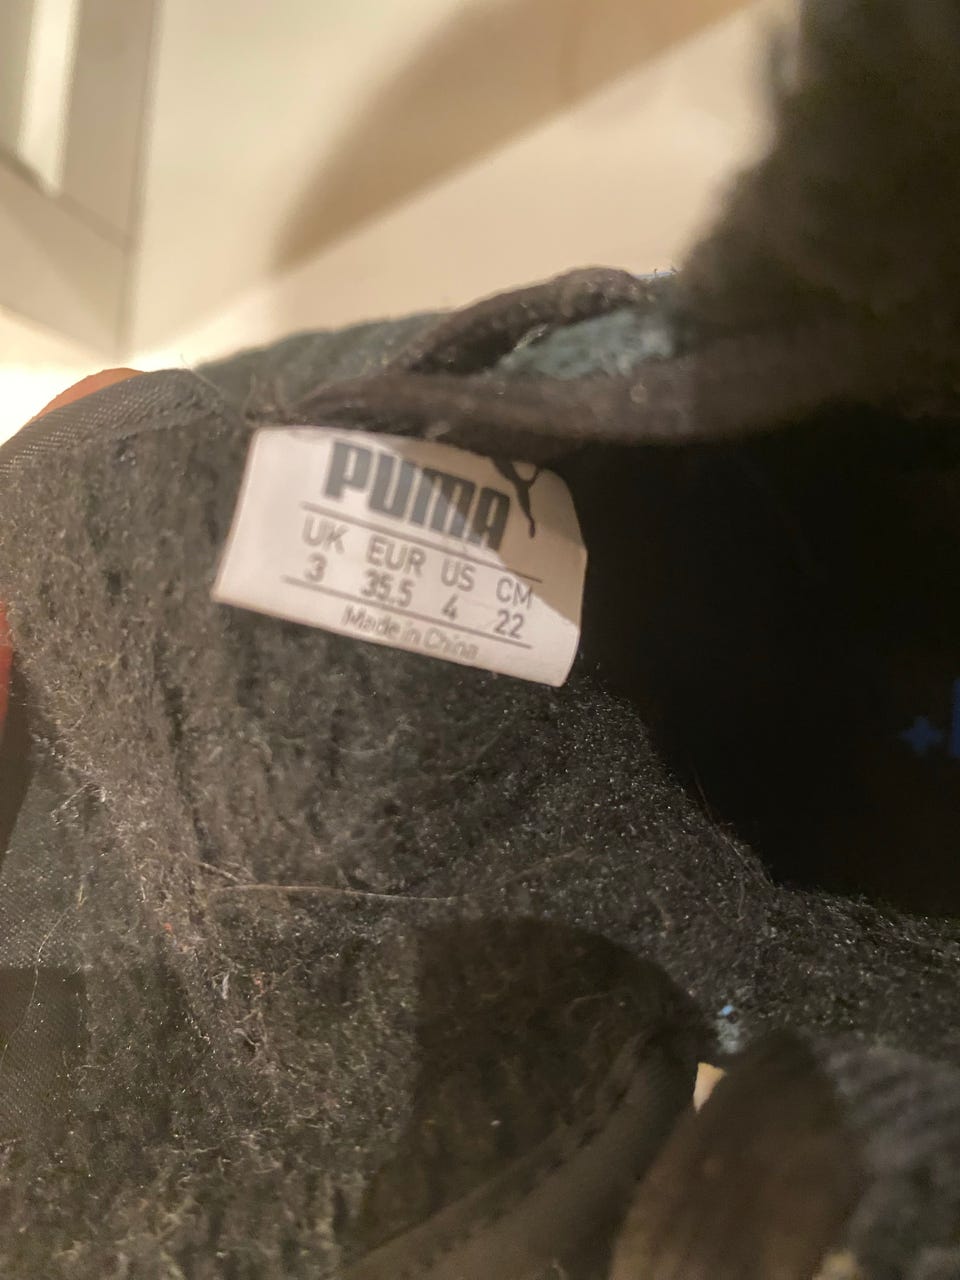 PUMA
UK EUR US CM
3 35.5 4 22
Made in China